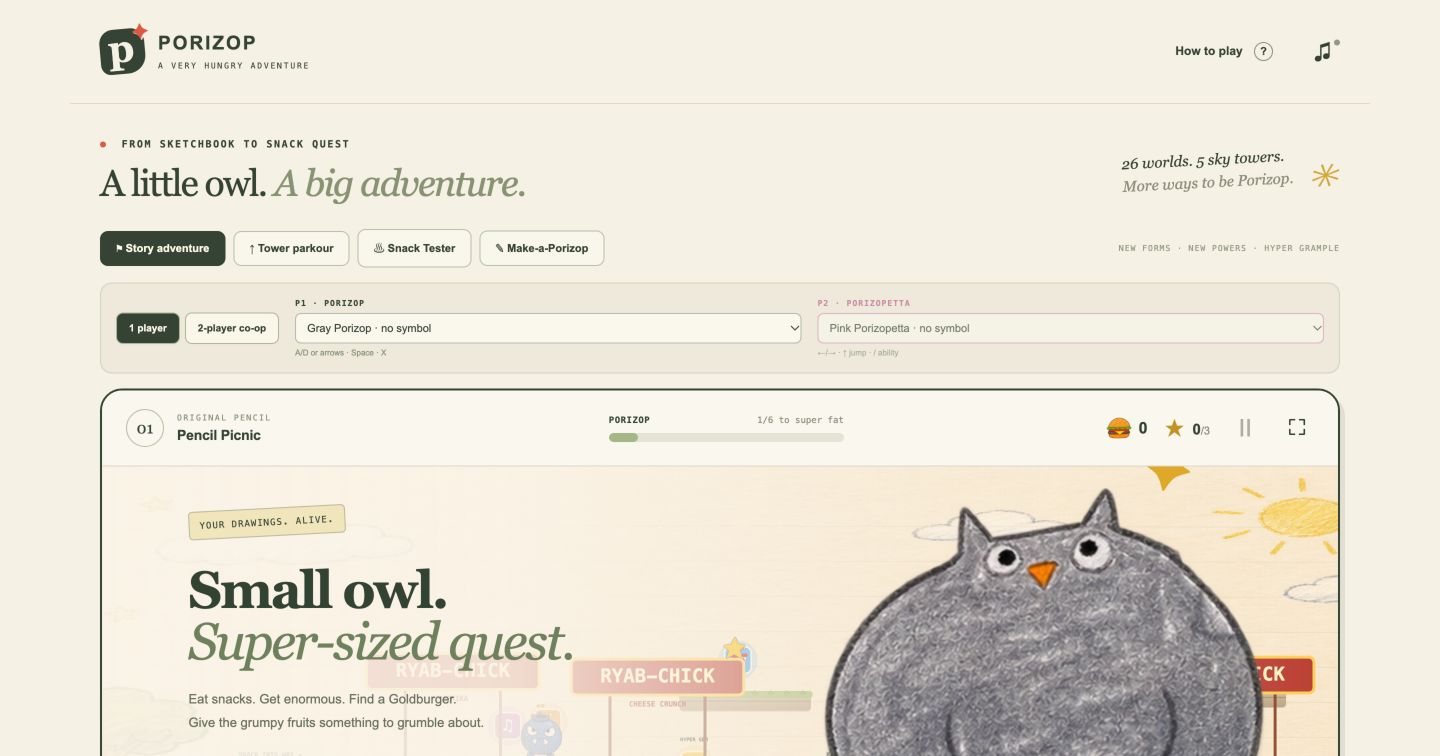 p PORIZOP
A VERY HUNGRY ADVENTURE
How to play ?
FROM SKETCHBOOK TO SNACK QUEST
A little owl. A big adventure.
26 worlds. 5 sky towers.
More ways to be Porizop.
Story adventure
↑ Tower parkour
Snack Tester
Make-a-Porizop
NEW FORMS · NEW POWERS · HYPER GRAMPLE
1 player
2-player co-op
P1 · PORIZOP
Gray Porizop · no symbol
A/D or arrows · Space · X
P2 · PORIZOPETTA
Pink Porizopetta · no symbol
←/→ · ↑ jump · / ability
01
ORIGINAL PENCIL
Pencil Picnic
PORIZOP
1/6 to super fat
0
0/3
YOUR DRAWINGS. ALIVE.
Small owl.
Super-sized quest.
RYAB-CHICK
RYAB-CHICK
CHEESE CRUNCH
CK
Eat snacks. Get enormous. Find a Goldburger.
Give the grumpy fruits something to grumble about.